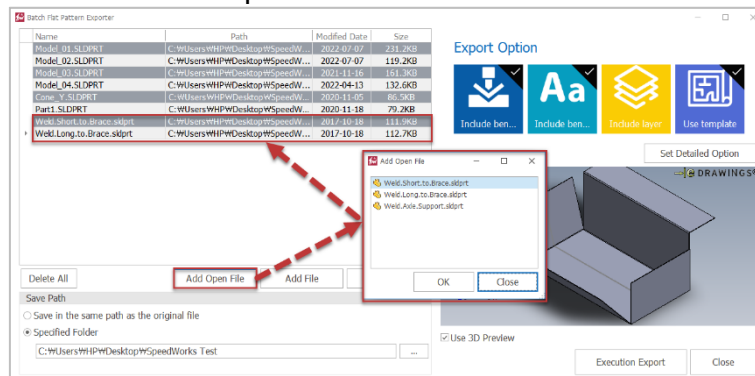 Batch Flat Pattern Exporter
Name Path Modified Date Size
Model_01.SLDPRT C:₩Users₩HP₩Desktop₩SpeedW... 2022-07-07 231.2KB
Model_02.SLDPRT C:₩Users₩HP₩Desktop₩SpeedW... 2022-07-07 119.2KB
Model_03.SLDPRT C:₩Users₩HP₩Desktop₩SpeedW... 2021-11-16 161.3KB
Model_04.SLDPRT C:₩Users₩HP₩Desktop₩SpeedW... 2022-04-13 132.6KB
Cone_Y.SLDPRT C:₩Users₩HP₩Desktop₩SpeedW... 2020-11-05 86.5KB
Part1.SLDPRT C:₩Users₩HP₩Desktop₩SpeedW... 2020-11-18 79.2KB
Weld.Short.to.Brace.sldprt C:₩Users₩HP₩Desktop₩SpeedW... 2017-10-18 111.9KB
Weld.Long.to.Brace.sldprt C:₩Users₩HP₩Desktop₩SpeedW... 2017-10-18 112.7KB
Delete All Add Open File Add File
Save Path
Save in the same path as the original file
Specified Folder
C:₩Users₩HP₩Desktop₩SpeedWorks Test ...
Add Open File
Weld.Short.to.Brace.sldprt
Weld.Long.to.Brace.sldprt
Weld.Axle.Support.sldprt
OK Close
Export Option
Aa
Include ben... Include ben... Include layer Use template
Set Detailed Option
eDRAWINGS®
Use 3D Preview
Execution Export Close